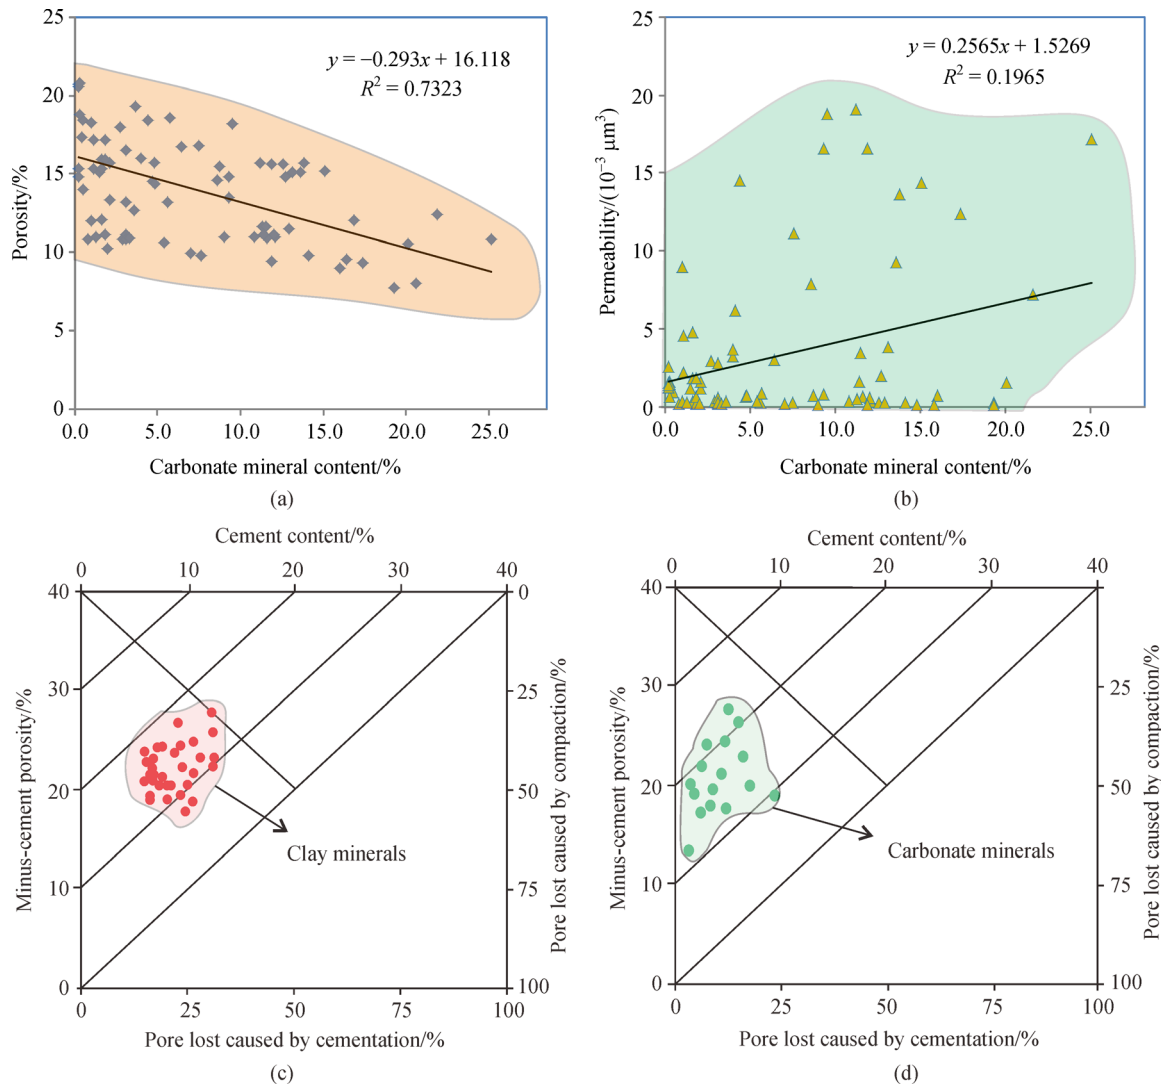 25
20
15
10
5
0
Porosity/%
y = −0.293x + 16.118
R² = 0.7323
0.0 5.0 10.0 15.0 20.0 25.0
Carbonate mineral content/%
(a)
25
20
15
10
5
0
Permeability/(10⁻³ μm³)
y = 0.2565x + 1.5269
R² = 0.1965
0.0 5.0 10.0 15.0 20.0 25.0
Carbonate mineral content/%
(b)
Cement content/%
0 10 20 30 40
40
30
20
10
0
Minus-cement porosity/%
Clay minerals
0
25
50
75
100
Pore lost caused by compaction/%
0 25 50 75 100
Pore lost caused by cementation/%
(c)
Cement content/%
0 10 20 30 40
40
30
20
10
0
Minus-cement porosity/%
Carbonate minerals
25
50
75
100
Pore lost caused by compaction/%
0 25 50 75 100
Pore lost caused by cementation/%
(d)